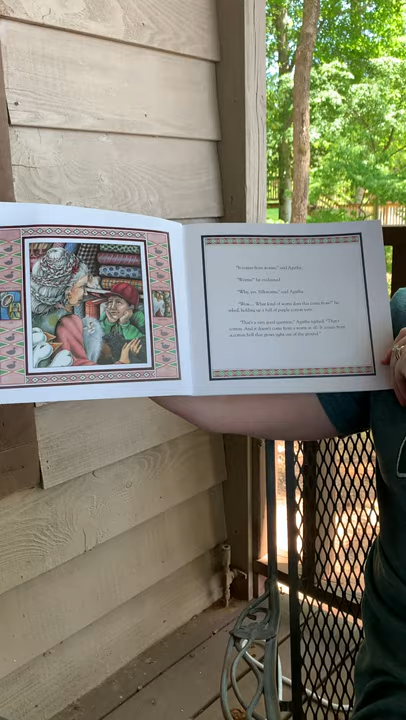 "It comes from worms," said Agatha.
"Worms!" he exclaimed.
"Why, yes. Silkworms," said Agatha.
"Wow.... What kind of worm does this come from?" he
asked, holding up a ball of purple cotton yarn.
"That's a very good question," Agatha replied. "That's
cotton. And it doesn't come from a worm at all. It comes from
a cotton boll that grows right out of the ground."